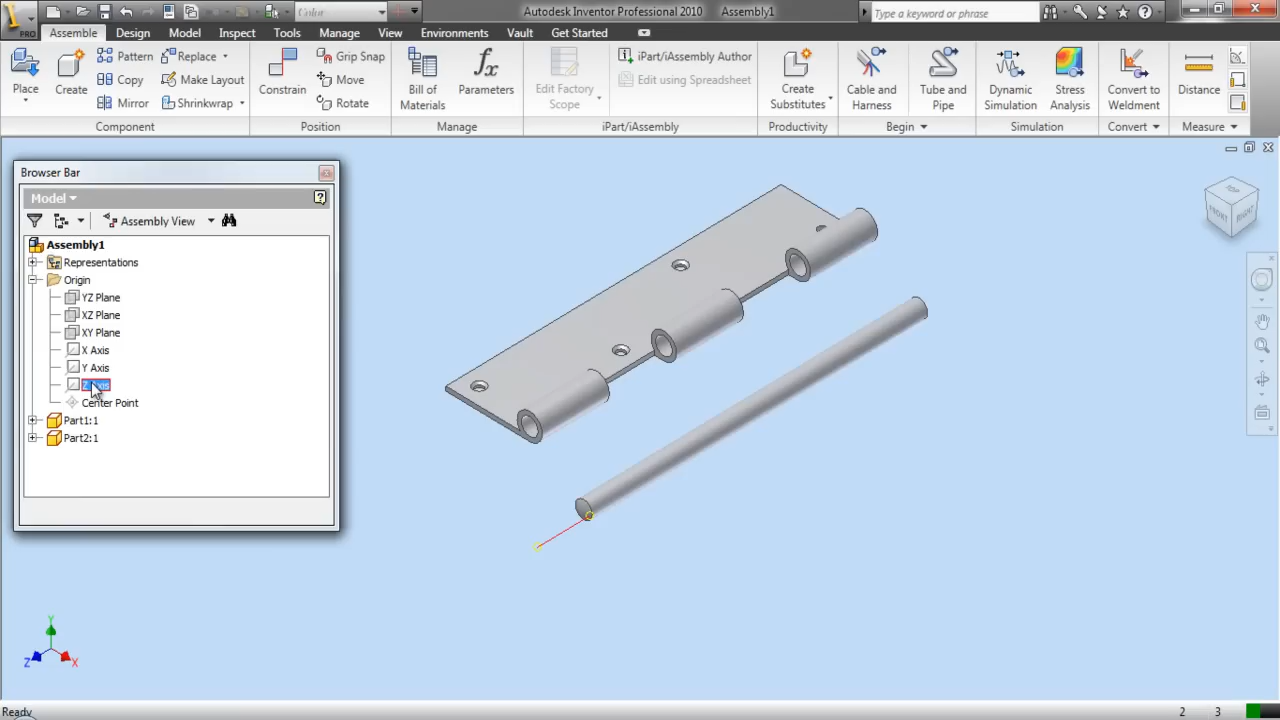 PRO
Color
Autodesk Inventor Professional 2010 Assembly1
Type a keyword or phrase
Assemble Design Model Inspect Tools Manage View Environments Vault Get Started
Place
Create
Pattern
Copy
Mirror
Replace
Make Layout
Shrinkwrap
Constrain
Grip Snap
Move
Rotate
Bill of
Materials
Parameters
Edit Factory
Scope
iPart/iAssembly Author
Edit using Spreadsheet
Create
Substitutes
Cable and
Harness
Tube and
Pipe
Dynamic
Simulation
Stress
Analysis
Convert to
Weldment
Distance
Component Position Manage iPart/iAssembly Productivity Begin Simulation Convert Measure
Browser Bar
Model
?
Assembly View
Assembly1
Representations
Origin
YZ Plane
XZ Plane
XY Plane
X Axis
Y Axis
Z Axis
Center Point
Part1:1
Part2:1
TOP
FRONT RIGHT
Y
Z X
Ready 2 3